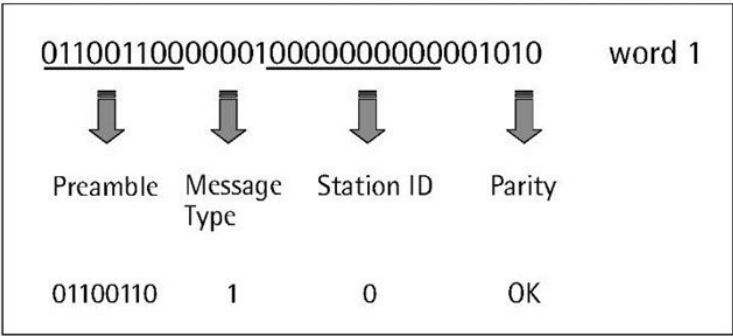 011001100000010000000000001010 word 1
Preamble Message Type Station ID Parity
01100110 1 0 OK